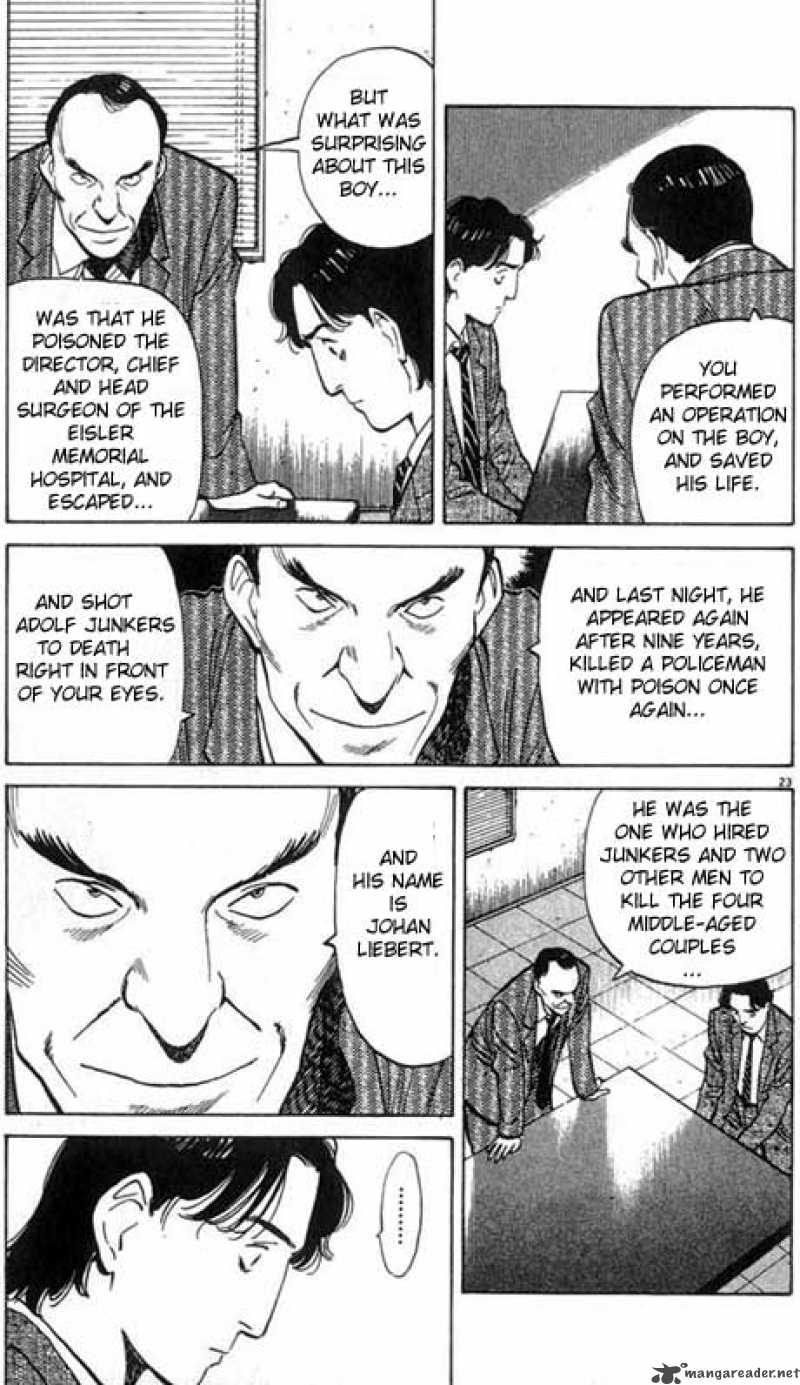 YOU
PERFORMED
AN OPERATION
ON THE BOY,
AND SAVED
HIS LIFE.
BUT
WHAT WAS
SURPRISING
ABOUT THIS
BOY...
WAS THAT HE
POISONED THE
DIRECTOR, CHIEF
AND HEAD
SURGEON OF THE
EISLER
MEMORIAL
HOSPITAL, AND
ESCAPED...
AND LAST NIGHT, HE
APPEARED AGAIN
AFTER NINE YEARS,
KILLED A POLICEMAN
WITH POISON ONCE
AGAIN...
AND SHOT
ADOLF JUNKERS
TO DEATH
RIGHT IN FRONT
OF YOUR EYES.
23
HE WAS THE
ONE WHO HIRED
JUNKERS AND TWO
OTHER MEN TO
KILL THE FOUR
MIDDLE-AGED
COUPLES
...
AND
HIS NAME
IS
JOHAN
LIEBERT.
.........
mangareader.net